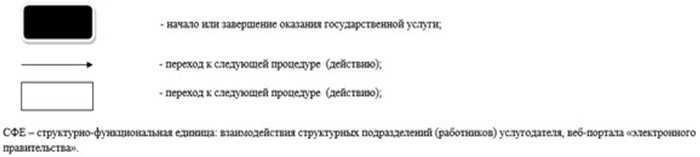 - начало или завершение оказания государственной услуги;
- переход к следующей процедуре (действию);
- переход к следующей процедуре (действию);
СФЕ – структурно-функциональная единица: взаимодействия структурных подразделений (работников) услугодателя, веб-портала «электронного
правительства».